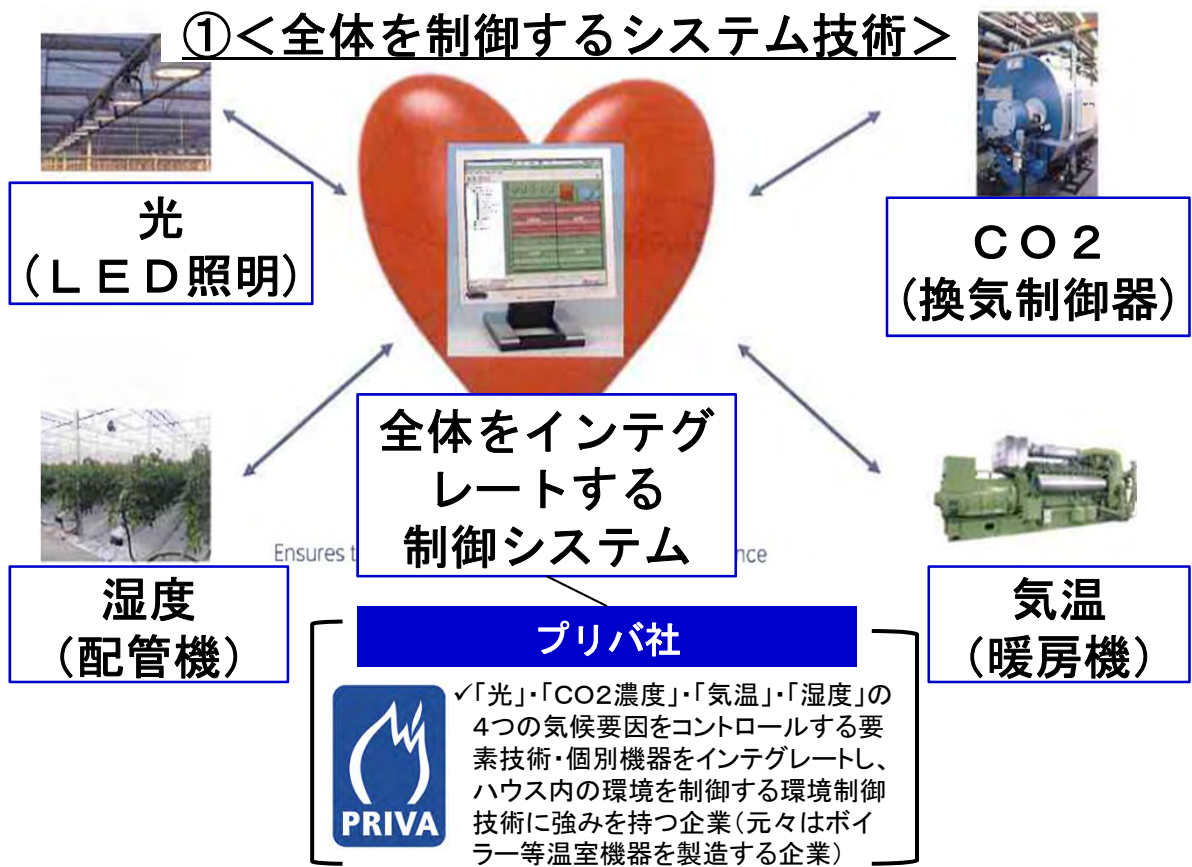 ①＜全体を制御するシステム技術＞
光
（ＬＥＤ照明）
ＣＯ２
（換気制御器）
全体をインテグ
レートする
制御システム
Ensures t
nce
湿度
（配管機）
気温
（暖房機）
プリバ社
PRIVA
✓「光」・「CO2濃度」・「気温」・「湿度」の
４つの気候要因をコントロールする要
素技術・個別機器をインテグレートし、
ハウス内の環境を制御する環境制御
技術に強みを持つ企業（元々はボイ
ラー等温室機器を製造する企業）